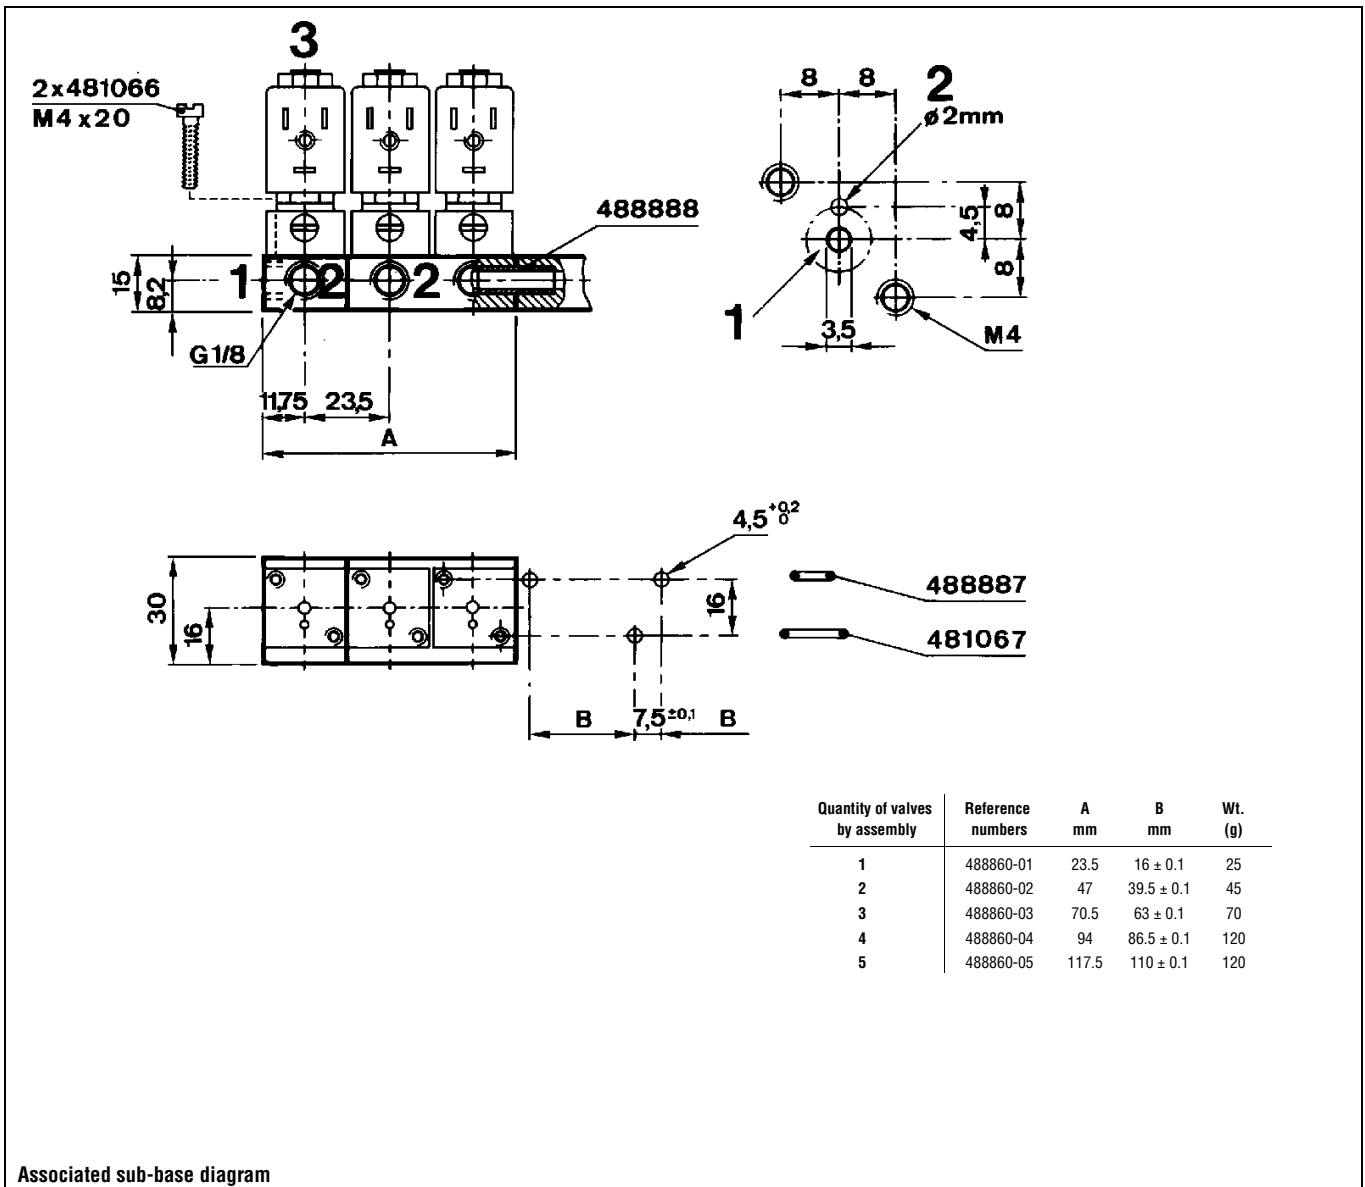 3
2x481066
M4x20
488888
1 2 2
15
8,2
G1/8
11,75 23,5
A
8 8
2
ø2mm
4,5
8
8
1
3,5
M4
4,5 +0,2 0
30
16
16
B 7,5 ±0,1 B
488887
481067
Quantity of valves by assembly Reference numbers A mm B mm Wt. (g)
1 488860-01 23.5 16 ± 0.1 25
2 488860-02 47 39.5 ± 0.1 45
3 488860-03 70.5 63 ± 0.1 70
4 488860-04 94 86.5 ± 0.1 120
5 488860-05 117.5 110 ± 0.1 120
Associated sub-base diagram